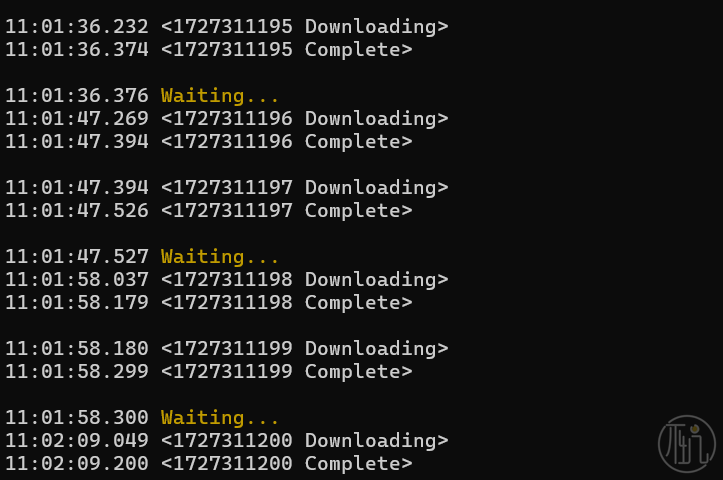 11:01:36.232 <1727311195 Downloading>
11:01:36.374 <1727311195 Complete>
11:01:36.376 Waiting...
11:01:47.269 <1727311196 Downloading>
11:01:47.394 <1727311196 Complete>
11:01:47.394 <1727311197 Downloading>
11:01:47.526 <1727311197 Complete>
11:01:47.527 Waiting...
11:01:58.037 <1727311198 Downloading>
11:01:58.179 <1727311198 Complete>
11:01:58.180 <1727311199 Downloading>
11:01:58.299 <1727311199 Complete>
11:01:58.300 Waiting...
11:02:09.049 <1727311200 Downloading>
11:02:09.200 <1727311200 Complete>